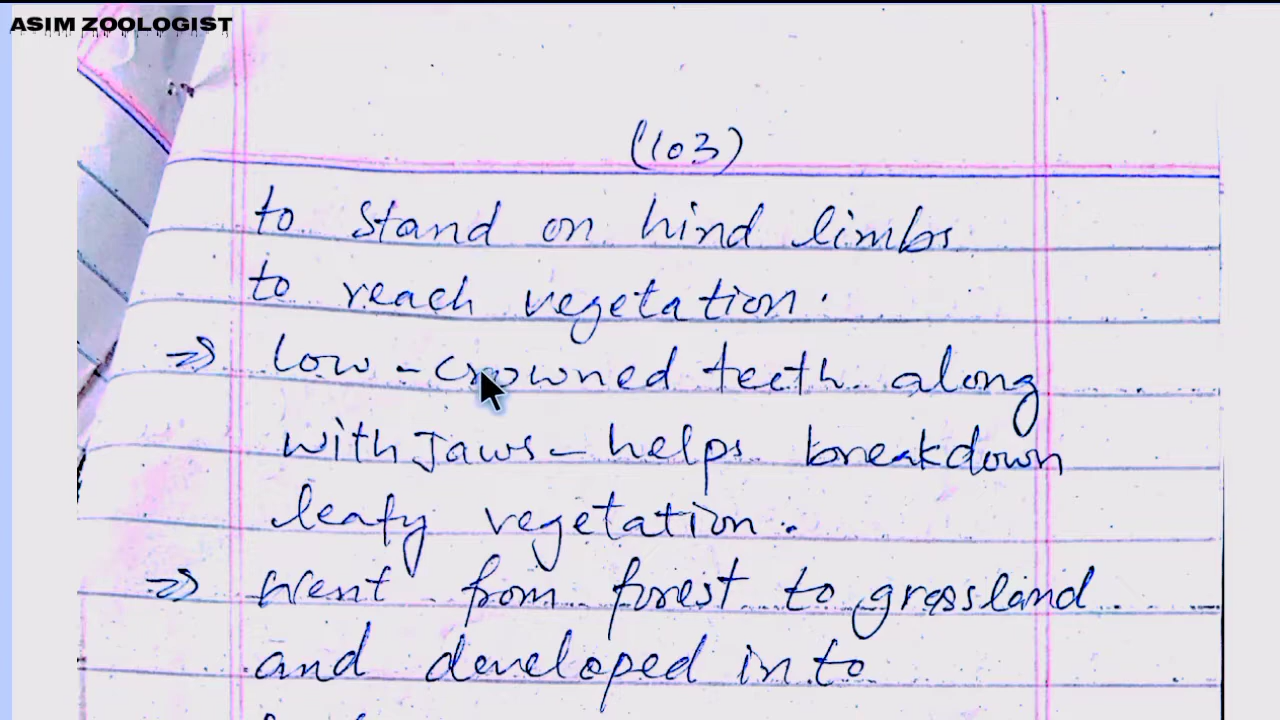 ASIM ZOOLOGIST
(103)
to stand on hind limbs
to reach vegetation.
⇒ Low-crowned teeth along
with Jaws - helps breakdown
leafy vegetation.
⇒ Went from forest to grassland
and developed into